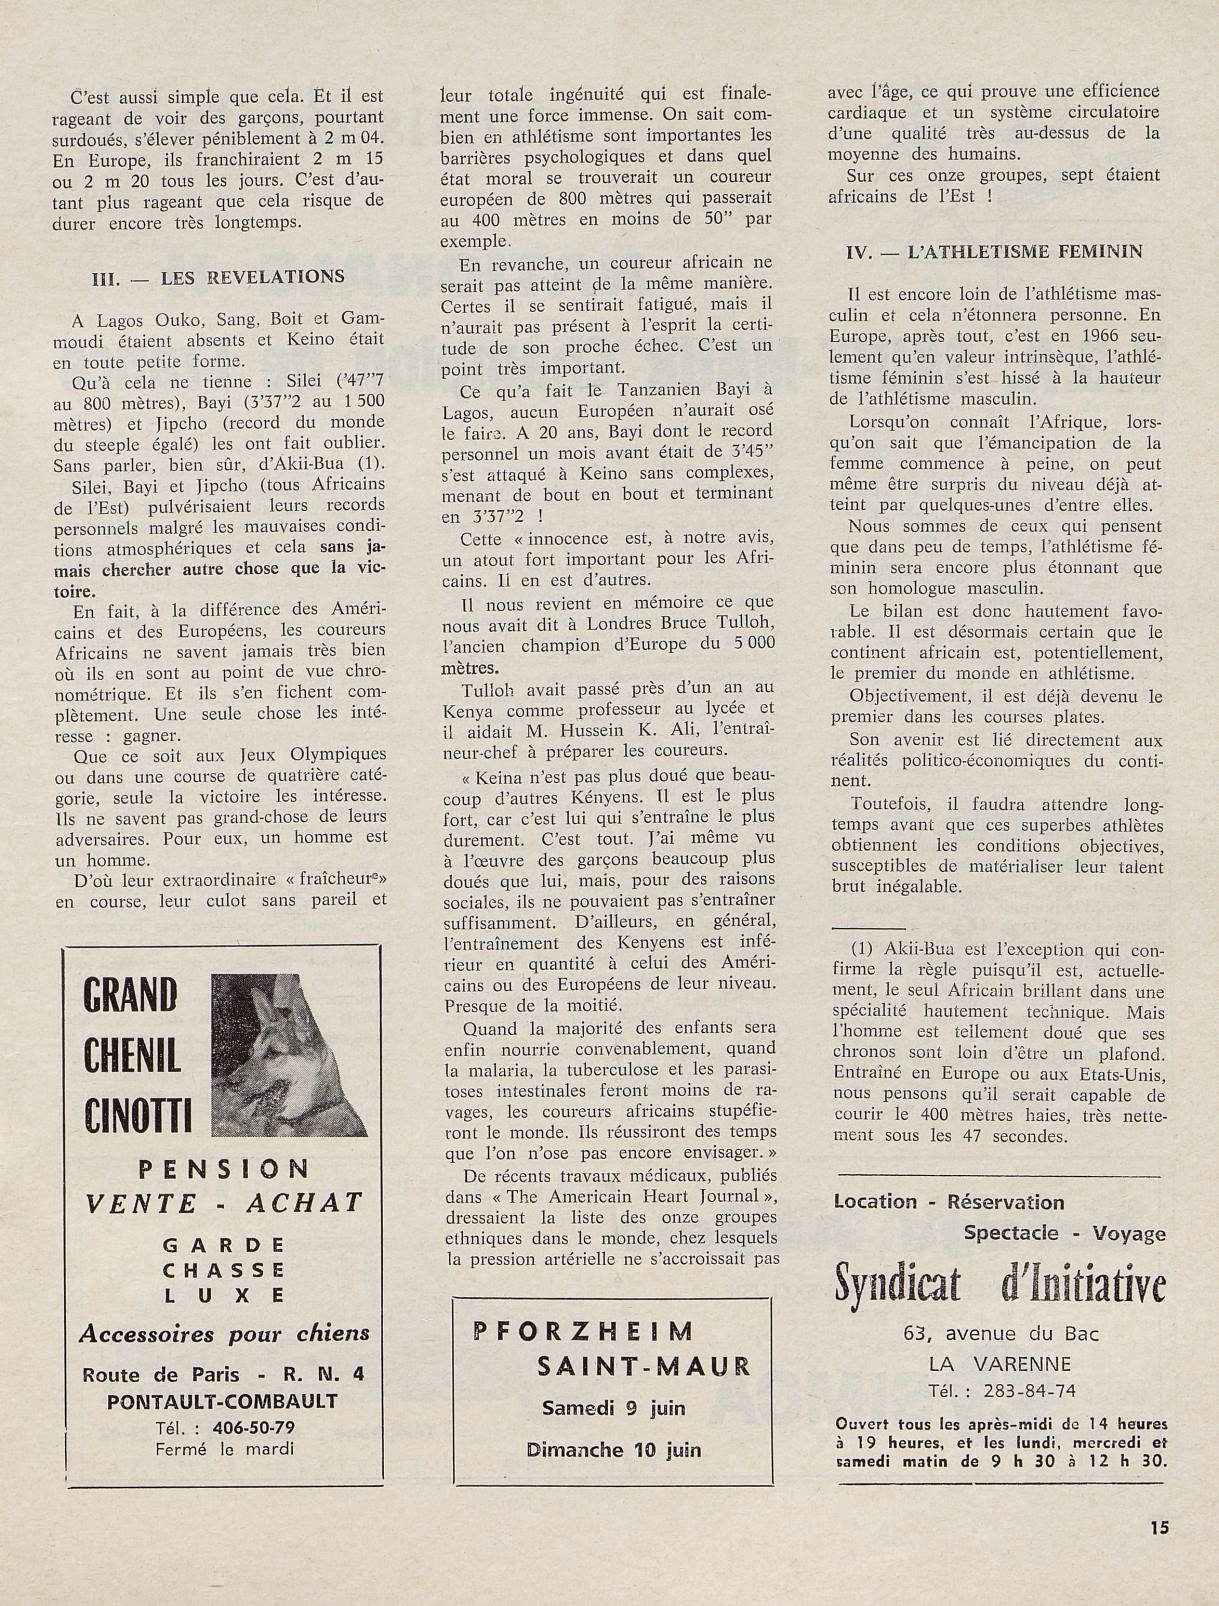 C'est aussi simple que cela. Et il est
rageant de voir des garçons, pourtant
surdoués, s'élever péniblement à 2 m 04.
En Europe, ils franchiraient 2 m 15
ou 2 m 20 tous les jours. C'est d'au-
tant plus rageant que cela risque de
durer encore très longtemps.
III. — LES REVELATIONS
A Lagos Ouko, Sang, Boit et Gam-
moudi étaient absents et Keino était
en toute petite forme.
Qu'à cela ne tienne : Silei ('47"7
au 800 mètres), Bayi (3'37"2 au 1 500
mètres) et Jipcho (record du monde
du steeple égalé) les ont fait oublier.
Sans parler, bien sûr, d'Akii-Bua (1).
Silei, Bayi et Jipcho (tous Africains
de l'Est) pulvérisaient leurs records
personnels malgré les mauvaises condi-
tions atmosphériques et cela sans ja-
mais chercher autre chose que la vic-
toire.
En fait, à la différence des Améri-
cains et des Européens, les coureurs
Africains ne savent jamais très bien
où ils en sont au point de vue chro-
nométrique. Et ils s'en fichent com-
plètement. Une seule chose les inté-
resse : gagner.
Que ce soit aux Jeux Olympiques
ou dans une course de quatrière caté-
gorie, seule la victoire les intéresse.
Ils ne savent pas grand-chose de leurs
adversaires. Pour eux, un homme est
un homme.
D'où leur extraordinaire « fraîcheur»
en course, leur culot sans pareil et
leur totale ingénuité qui est finale-
ment une force immense. On sait com-
bien en athlétisme sont importantes les
barrières psychologiques et dans quel
état moral se trouverait un coureur
européen de 800 mètres qui passerait
au 400 mètres en moins de 50" par
exemple.
En revanche, un coureur africain ne
serait pas atteint de la même manière.
Certes il se sentirait fatigué, mais il
n'aurait pas présent à l'esprit la certi-
tude de son proche échec. C'est un
point très important.
Ce qu'a fait le Tanzanien Bayi à
Lagos, aucun Européen n'aurait osé
le faire. A 20 ans, Bayi dont le record
personnel un mois avant était de 3'45"
s'est attaqué à Keino sans complexes,
menant de bout en bout et terminant
en 3'37"2 !
Cette « innocence est, à notre avis,
un atout fort important pour les Afri-
cains. Il en est d'autres.
Il nous revient en mémoire ce que
nous avait dit à Londres Bruce Tulloh,
l'ancien champion d'Europe du 5 000
mètres.
Tulloh avait passé près d'un an au
Kenya comme professeur au lycée et
il aidait M. Hussein K. Ali, l'entraî-
neur-chef à préparer les coureurs.
« Keina n'est pas plus doué que beau-
coup d'autres Kényens. Il est le plus
fort, car c'est lui qui s'entraîne le plus
durement. C'est tout. J'ai même vu
à l'œuvre des garçons beaucoup plus
doués que lui, mais, pour des raisons
sociales, ils ne pouvaient pas s'entraîner
suffisamment. D'ailleurs, en général,
l'entraînement des Kenyens est infé-
rieur en quantité à celui des Améri-
cains ou des Européens de leur niveau.
Presque de la moitié.
Quand la majorité des enfants sera
enfin nourrie convenablement, quand
la malaria, la tuberculose et les parasi-
toses intestinales feront moins de ra-
vages, les coureurs africains stupéfie-
ront le monde. Ils réussiront des temps
que l'on n'ose pas encore envisager. »
De récents travaux médicaux, publiés
dans « The Americain Heart Journal »,
dressaient la liste des onze groupes
ethniques dans le monde, chez lesquels
la pression artérielle ne s'accroissait pas
avec l'âge, ce qui prouve une efficience
cardiaque et un système circulatoire
d'une qualité très au-dessus de la
moyenne des humains.
Sur ces onze groupes, sept étaient
africains de l'Est !
IV. — L'ATHLETISME FEMININ
Il est encore loin de l'athlétisme mas-
culin et cela n'étonnera personne. En
Europe, après tout, c'est en 1966 seu-
lement qu'en valeur intrinsèque, l'athlé-
tisme féminin s'est hissé à la hauteur
de l'athlétisme masculin.
Lorsqu'on connaît l'Afrique, lors-
qu'on sait que l'émancipation de la
femme commence à peine, on peut
même être surpris du niveau déjà at-
teint par quelques-unes d'entre elles.
Nous sommes de ceux qui pensent
que dans peu de temps, l'athlétisme fé-
minin sera encore plus étonnant que
son homologue masculin.
Le bilan est donc hautement favo-
rable. Il est désormais certain que le
continent africain est, potentiellement,
le premier du monde en athlétisme.
Objectivement, il est déjà devenu le
premier dans les courses plates.
Son avenir est lié directement aux
réalités politico-économiques du conti-
nent.
Toutefois, il faudra attendre long-
temps avant que ces superbes athlètes
obtiennent les conditions objectives,
susceptibles de matérialiser leur talent
brut inégalable.
(1) Akii-Bua est l'exception qui con-
firme la règle puisqu'il est, actuelle-
ment, le seul Africain brillant dans une
spécialité hautement technique. Mais
l'homme est tellement doué que ses
chronos sont loin d'être un plafond.
Entraîné en Europe ou aux Etats-Unis,
nous pensons qu'il serait capable de
courir le 400 mètres haies, très nette-
ment sous les 47 secondes.
GRAND
CHENIL
CINOTTI
PENSION
VENTE - ACHAT
GARDE
CHASSE
LUXE
Accessoires pour chiens
Route de Paris - R. N. 4
PONTAULT-COMBAULT
Tél. : 406-50-79
Fermé le mardi
PFORZHEIM
SAINT-MAUR
Samedi 9 juin
Dimanche 10 juin
Location - Réservation
Spectacle - Voyage
Syndicat d'Initiative
63, avenue du Bac
LA VARENNE
Tél. : 283-84-74
Ouvert tous les après-midi de 14 heures
à 19 heures, et les lundi, mercredi et
samedi matin de 9 h 30 à 12 h 30.
15